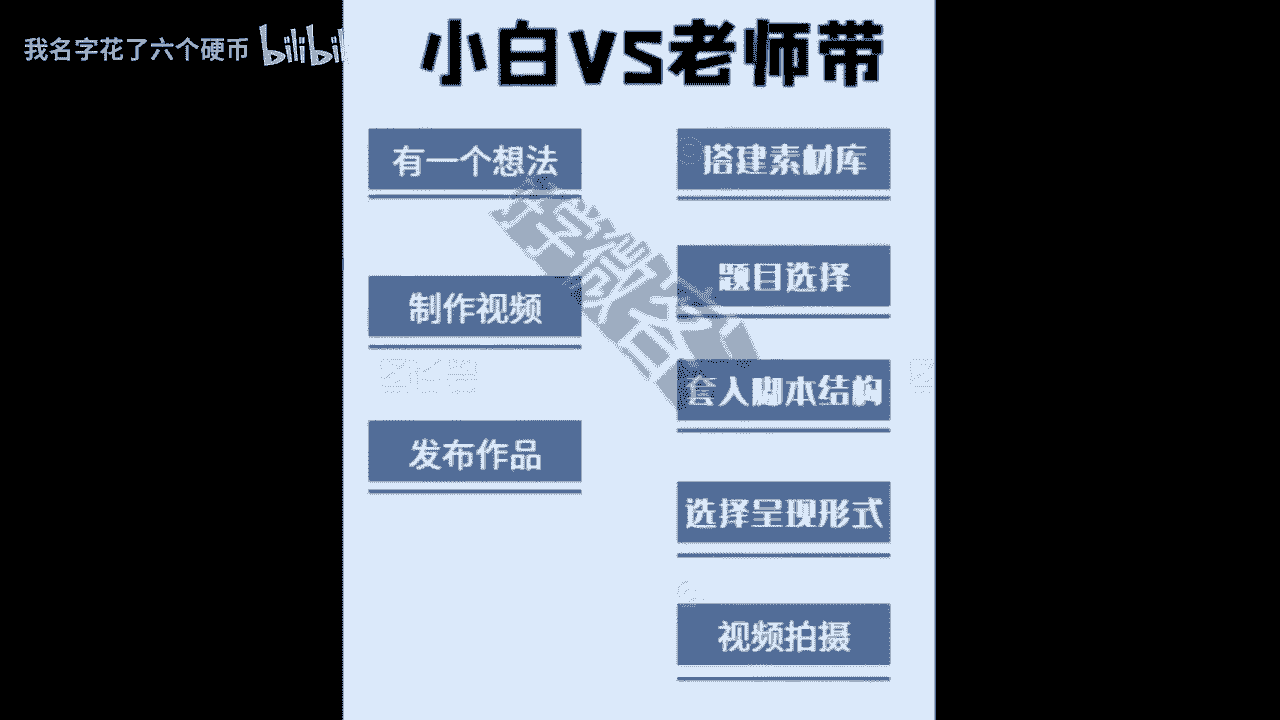 我名字花了六个硬币 bilibil
小白VS老师带
有一个想法
制作视频
发布作品
搭建素材库
题目选择
套入脚本结构
选择呈现形式
视频拍摄